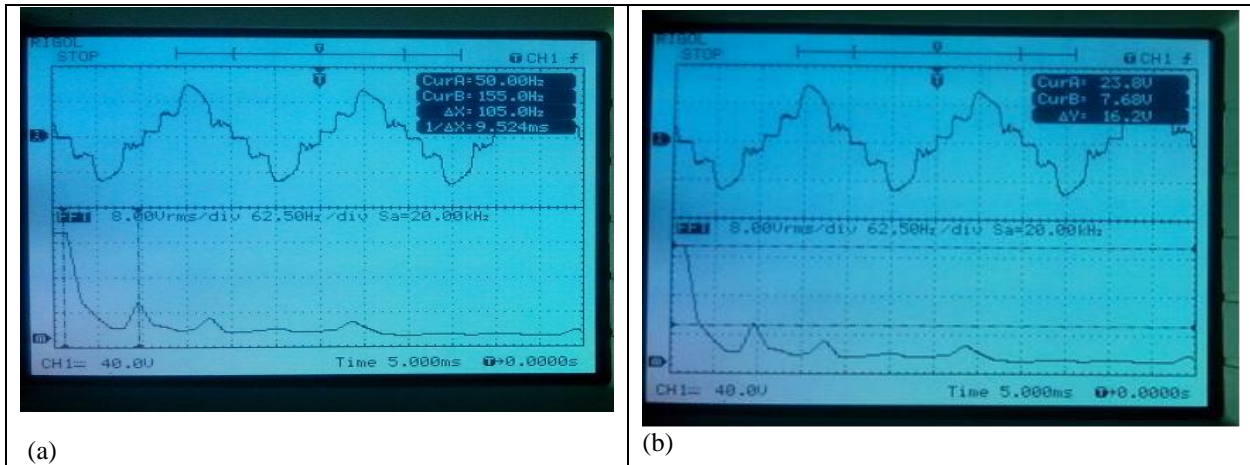 RIGOL
STOP
CH1
CurA= 50.00Hz
CurB= 155.0Hz
ΔX= 105.0Hz
1/ΔX= 9.524ms
FFT 8.00Vrms/div 62.50Hz/div Sa=20.00kHz
CH1= 40.0V Time 5.000ms T→0.0000s
(a)
RIGOL
STOP
CH1
CurA= 23.8V
CurB= 7.68V
ΔY= 16.2V
FFT 8.00Vrms/div 62.50Hz/div Sa=20.00kHz
CH1= 40.0V Time 5.000ms T→0.0000s
(b)